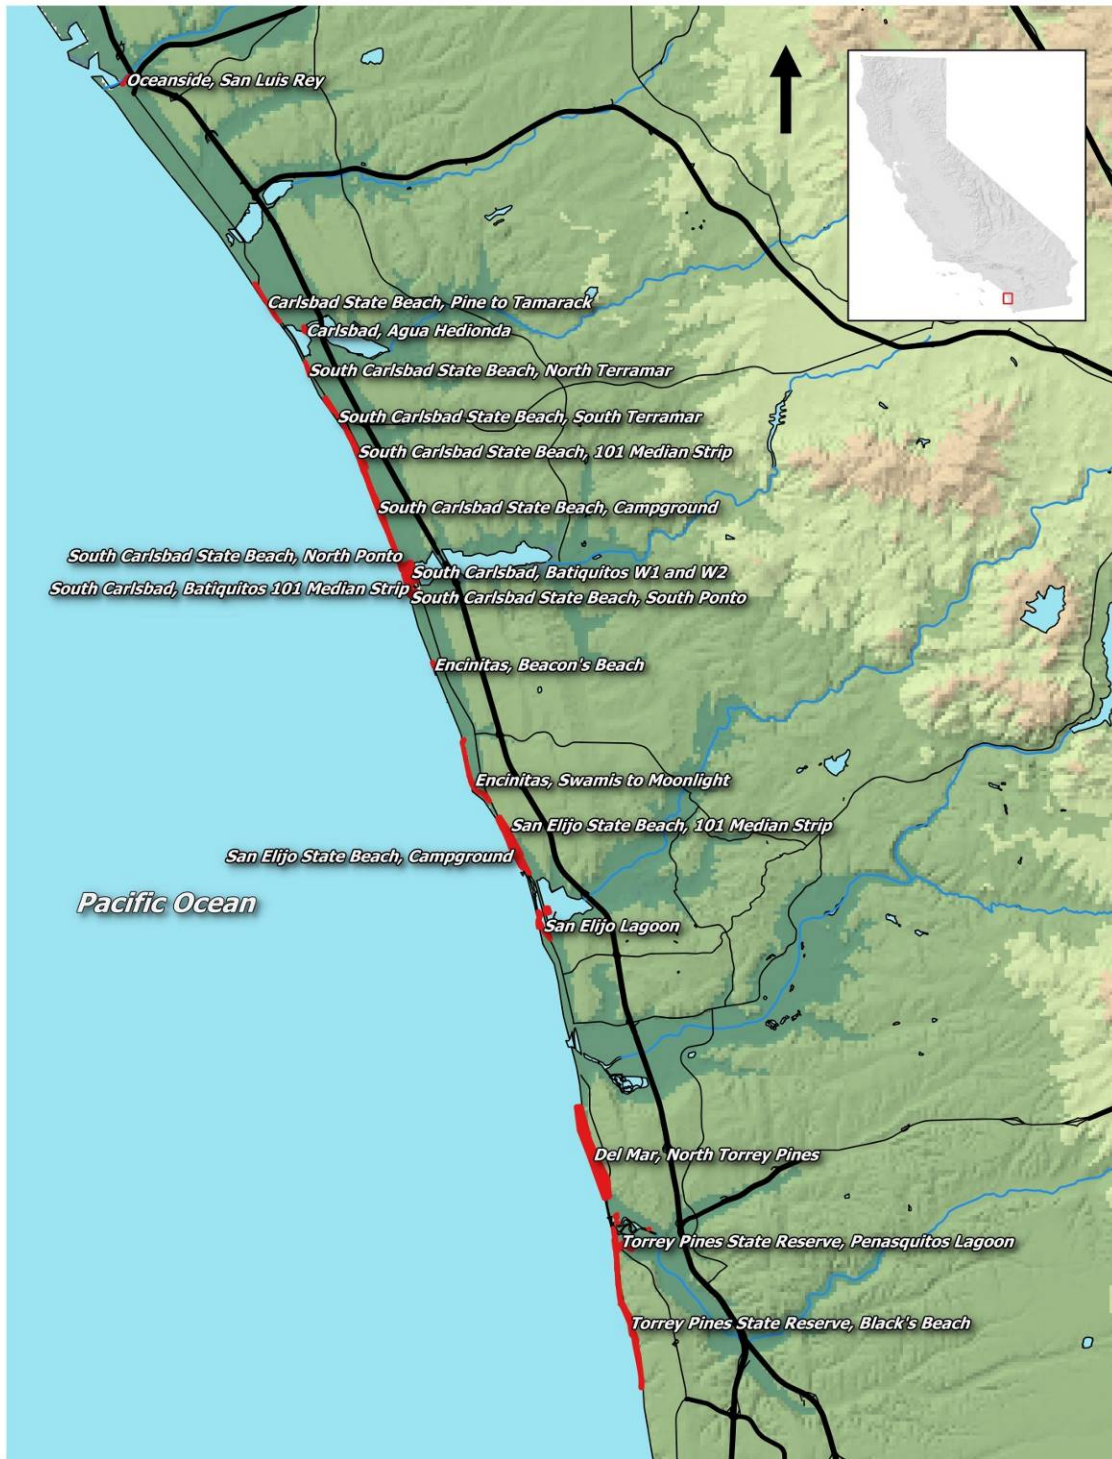 Oceanside, San Luis Rey
Carlsbad State Beach, Pine to Tamarack
Carlsbad, Agua Hedionda
South Carlsbad State Beach, North Terramar
South Carlsbad State Beach, South Terramar
South Carlsbad State Beach, 101 Median Strip
South Carlsbad State Beach, Campground
South Carlsbad State Beach, North Ponto
South Carlsbad, Batiquitos W1 and W2
South Carlsbad, Batiquitos 101 Median Strip
South Carlsbad State Beach, South Ponto
Encinitas, Beacon's Beach
Encinitas, Swamis to Moonlight
San Elijo State Beach, 101 Median Strip
San Elijo State Beach, Campground
Pacific Ocean
San Elijo Lagoon
Del Mar, North Torrey Pines
Torrey Pines State Reserve, Penasquitos Lagoon
Torrey Pines State Reserve, Black's Beach